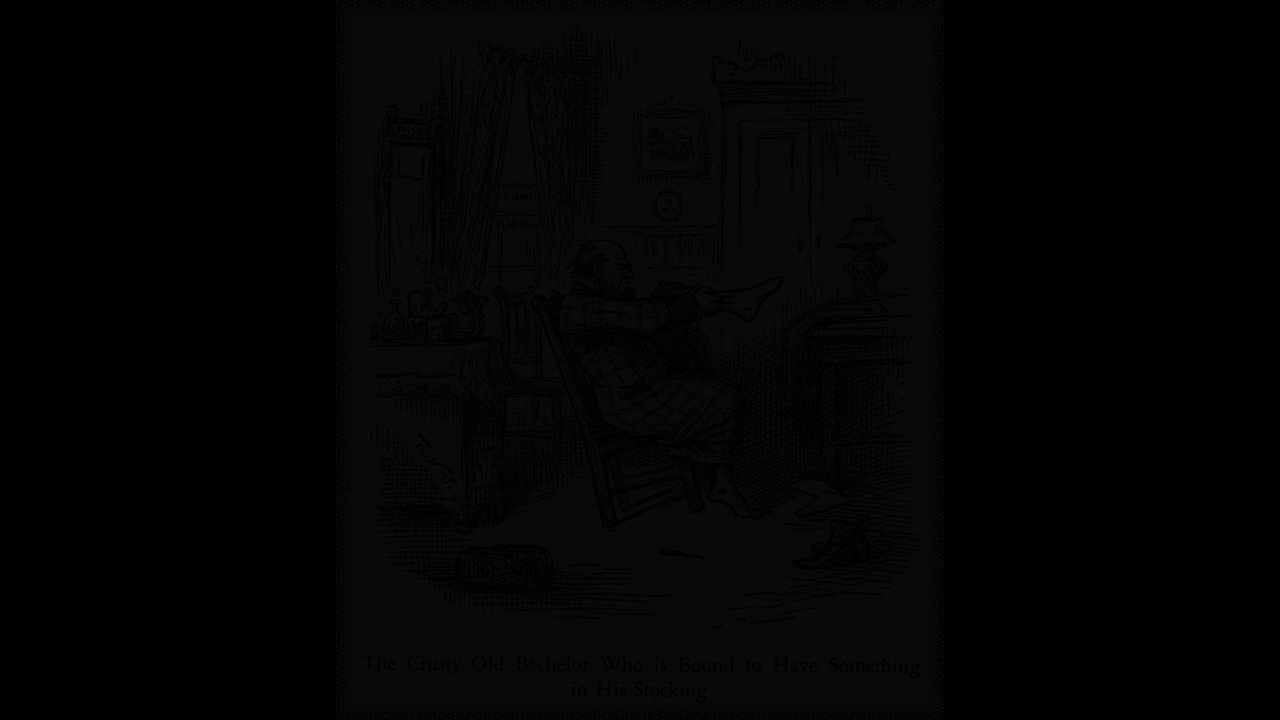 The Crusty Old Bachelor Who is Bound to Have Something
in His Stocking